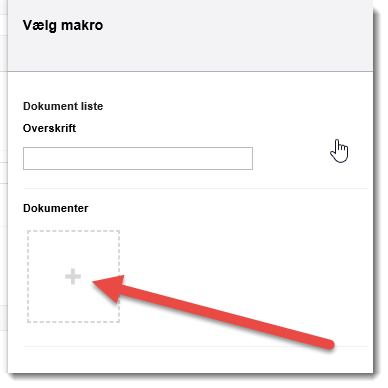 Vælg makro
Dokument liste
Overskrift
Dokumenter